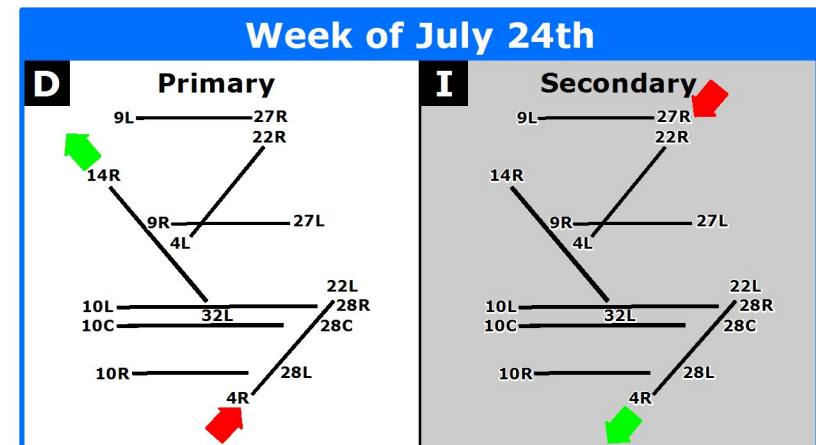 Week of July 24th
D Primary
9L 27R
22R
14R
9R 27L
4L
22L
10L 28R
32L
10C 28C
10R 28L
4R
I Secondary
9L 27R
22R
14R
9R 27L
4L
22L
10L 28R
32L
10C 28C
10R 28L
4R